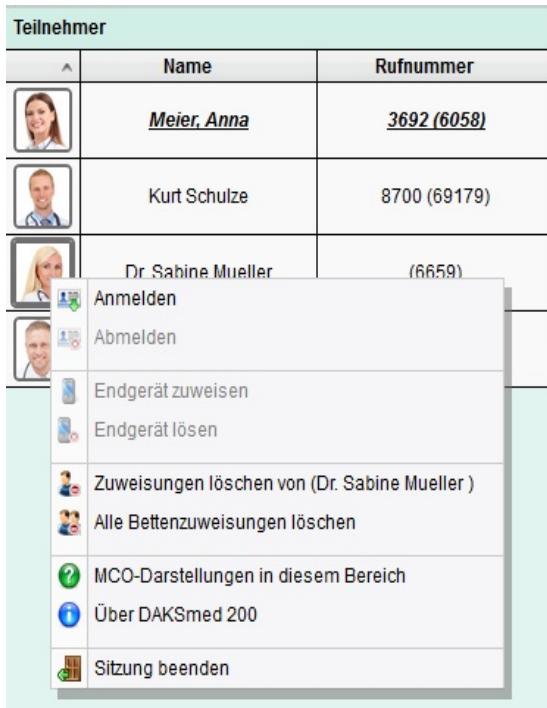 Teilnehmer
Name Rufnummer
Meier, Anna 3692 (6058)
Kurt Schulze 8700 (69179)
Dr. Sabine Mueller (6659)
Anmelden
Abmelden
Endgerät zuweisen
Endgerät lösen
Zuweisungen löschen von (Dr. Sabine Mueller )
Alle Bettenzuweisungen löschen
MCO-Darstellungen in diesem Bereich
Über DAKSmed 200
Sitzung beenden